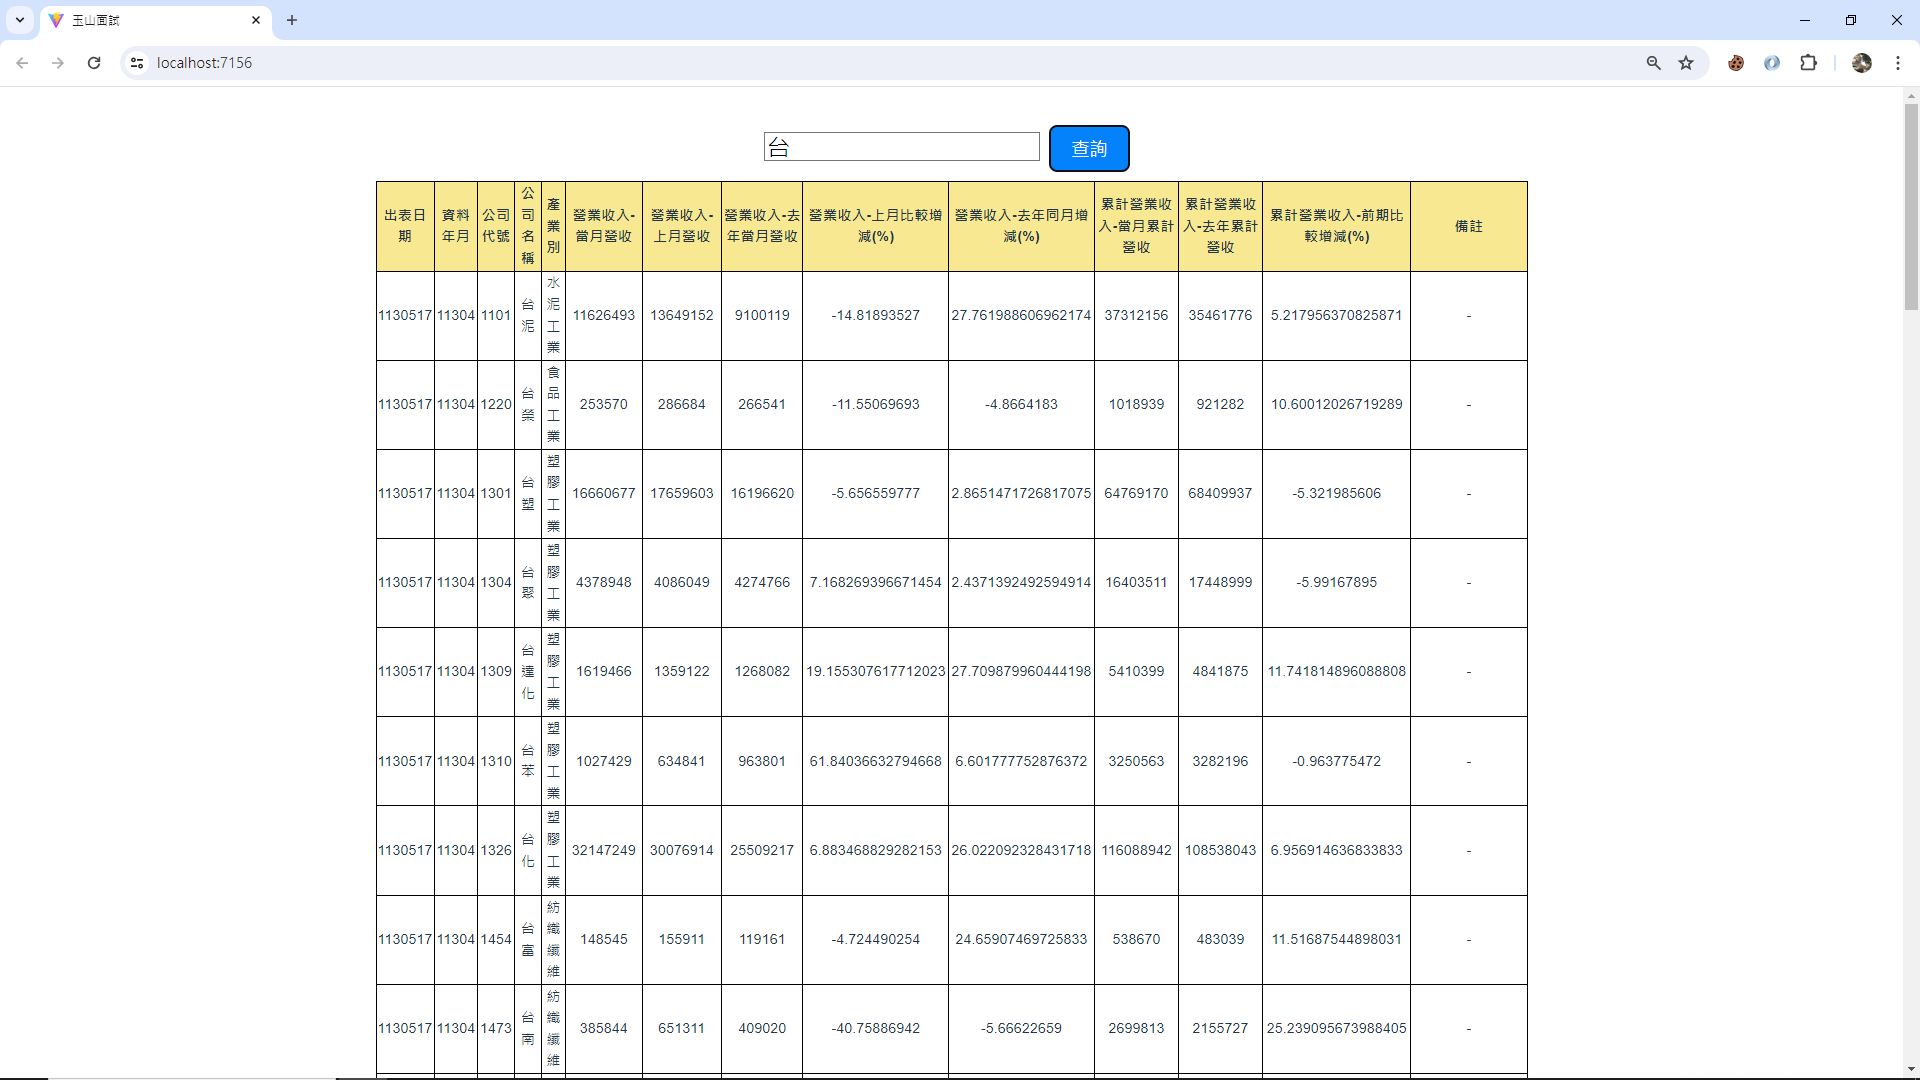 玉山面試
localhost:7156
台
查詢
出表日期 資料年月 公司代號 公司名稱 產業別 營業收入-當月營收 營業收入-上月營收 營業收入-去年當月營收 營業收入-上月比較增減(%) 營業收入-去年同月增減(%) 累計營業收入-當月累計營收 累計營業收入-去年累計營收 累計營業收入-前期比較增減(%) 備註
1130517 11304 1101 台泥 水泥工業 11626493 13649152 9100119 -14.81893527 27.761988606962174 37312156 35461776 5.217956370825871 -
1130517 11304 1220 台榮 食品工業 253570 286684 266541 -11.55069693 -4.8664183 1018939 921282 10.60012026719289 -
1130517 11304 1301 台塑 塑膠工業 16660677 17659603 16196620 -5.656559777 2.8651471726817075 64769170 68409937 -5.321985606 -
1130517 11304 1304 台聚 塑膠工業 4378948 4086049 4274766 7.168269396671454 2.4371392492594914 16403511 17448999 -5.99167895 -
1130517 11304 1309 台達化 塑膠工業 1619466 1359122 1268082 19.155307617712023 27.709879960444198 5410399 4841875 11.741814896088808 -
1130517 11304 1310 台苯 塑膠工業 1027429 634841 963801 61.84036632794668 6.601777752876372 3250563 3282196 -0.963775472 -
1130517 11304 1326 台化 塑膠工業 32147249 30076914 25509217 6.883468829282153 26.022092328431718 116088942 108538043 6.956914636833833 -
1130517 11304 1454 台富 紡織纖維 148545 155911 119161 -4.724490254 24.65907469725833 538670 483039 11.51687544898031 -
1130517 11304 1473 台南 紡織纖維 385844 651311 409020 -40.75886942 -5.66622659 2699813 2155727 25.239095673988405 -